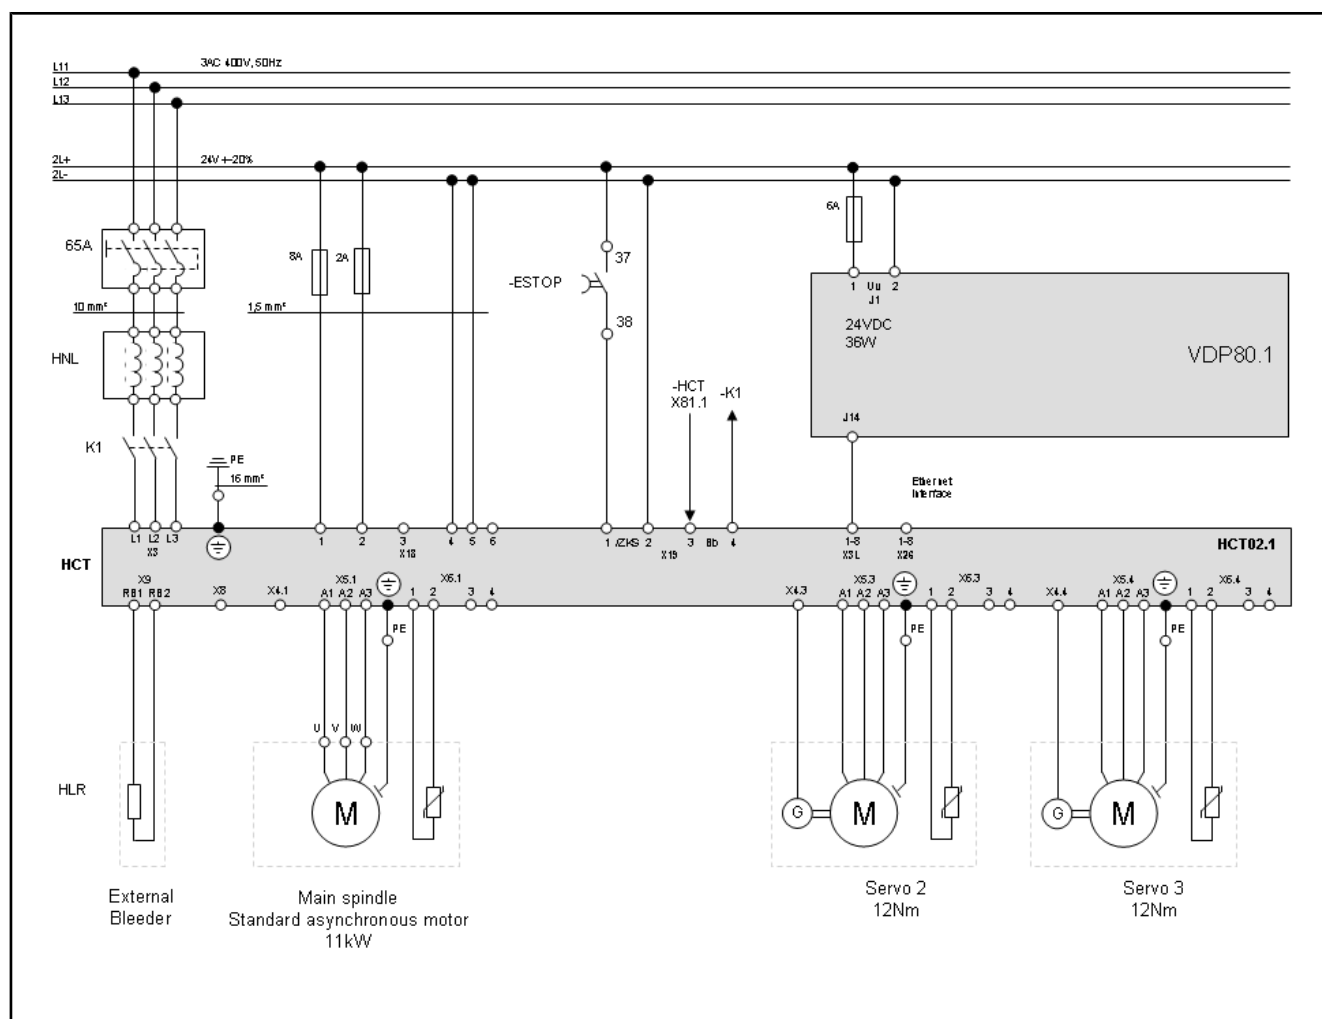 L11
3AC 400V, 50Hz
L12
L13
2L+
24V +-20%
2L-
65A
8A
2A
6A
37
-ESTOP
38
10 mm²
1,5 mm²
1 Uu 2
J1
24VDC
36W
VDP80.1
HNL
-HCT
X81.1
-K1
J14
K1
PE
16 mm²
Ethernet
Interface
L1 L2 L3
X3
1 2 3 4 5 6
X18
1 /ZKS 2 3 Bb 4
X19
1-8
X3L
1-8
X26
HCT
HCT02.1
X9
RB1 RB2
X8
X4.1
X5.1
A1 A2 A3
X6.1
1 2 3 4
X4.3
X5.3
A1 A2 A3
X6.3
1 2 3 4
X4.4
X5.4
A1 A2 A3
X6.4
1 2 3 4
PE
PE
PE
U V W
HLR
M
G
M
G
M
External
Bleeder
Main spindle
Standard asynchronous motor
11kW
Servo 2
12Nm
Servo 3
12Nm